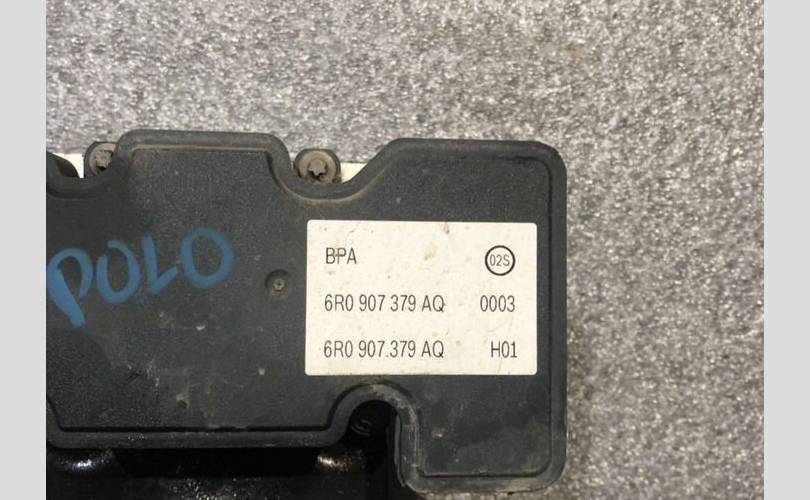 POLO
BPA 02S
6R0 907 379 AQ 0003
6R0 907.379 AQ H01